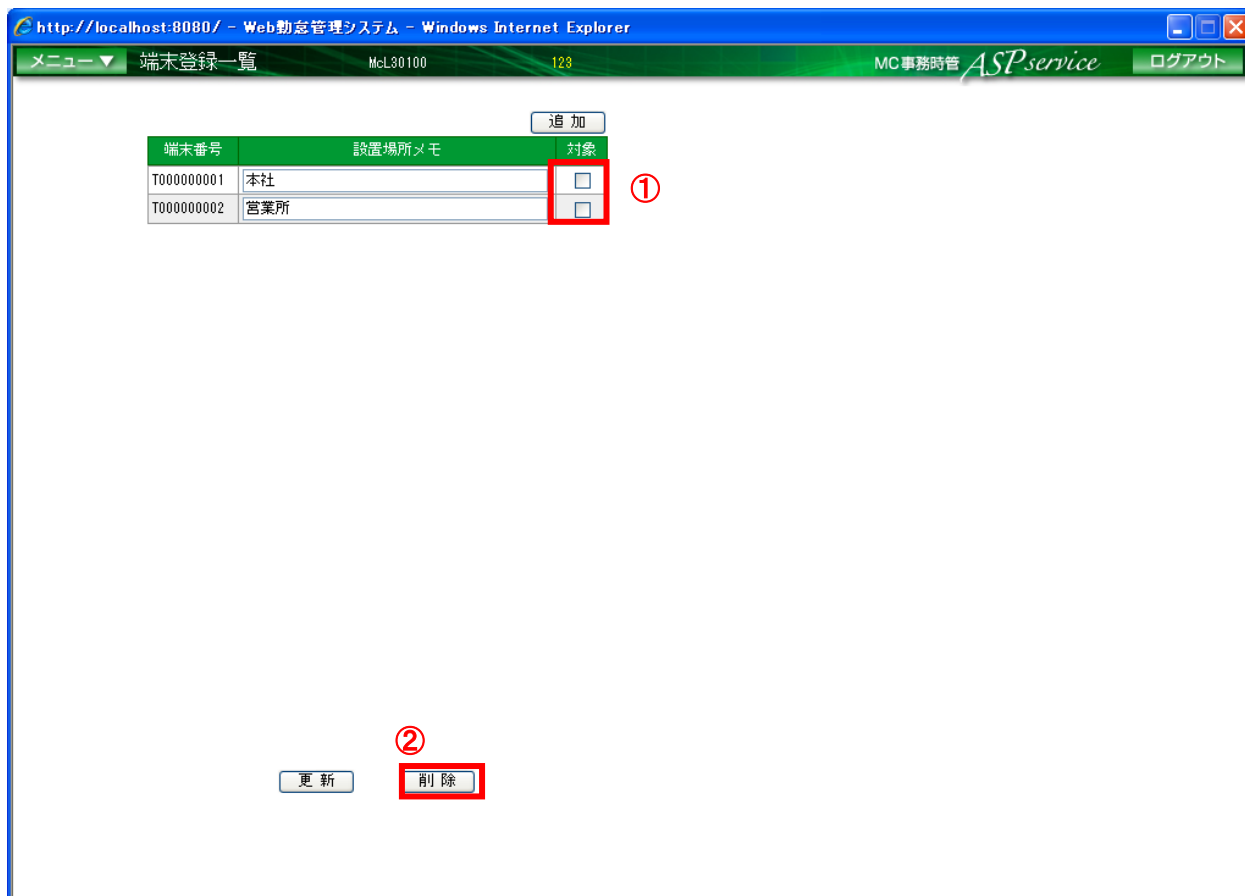 http://localhost:8080/ - Web勤怠管理システム - Windows Internet Explorer
メニュー▼ 端末登録一覧 McL30100 123 MC事務時管 ASPservice ログアウト
追 加
端末番号 設置場所メモ 対象
T000000001 本社
①
T000000002 営業所
②
更 新 削 除